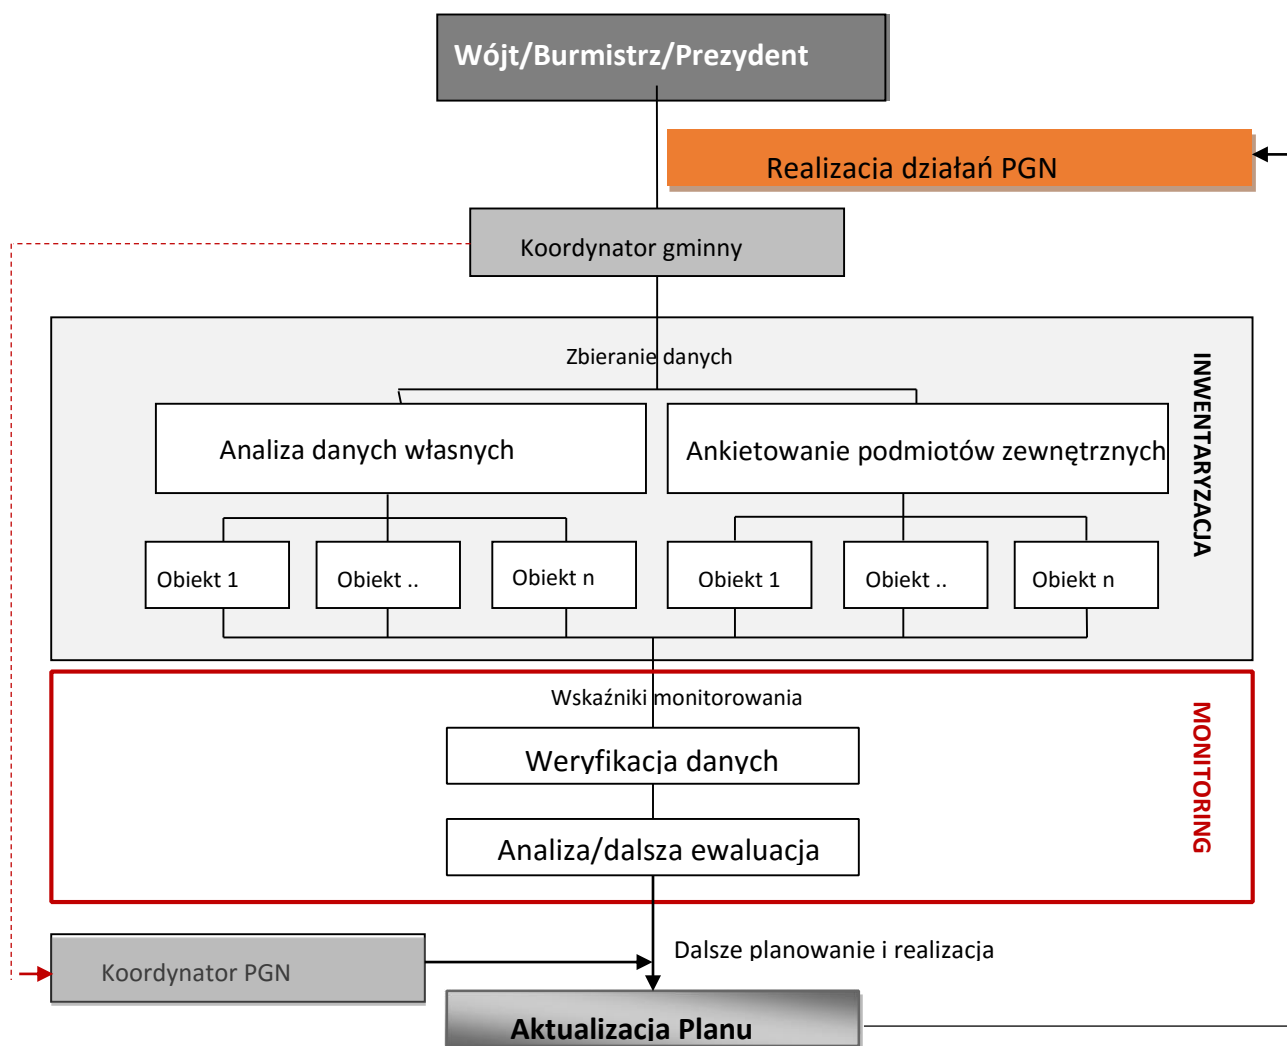 Wójt/Burmistrz/Prezydent
Realizacja działań PGN
Koordynator gminny
Zbieranie danych
INWENTARYZACJA
Analiza danych własnych
Ankietowanie podmiotów zewnętrznych
Obiekt 1
Obiekt ..
Obiekt n
Obiekt 1
Obiekt ..
Obiekt n
Wskaźniki monitorowania
MONITORING
Weryfikacja danych
Analiza/dalsza ewaluacja
Dalsze planowanie i realizacja
Koordynator PGN
Aktualizacja Planu